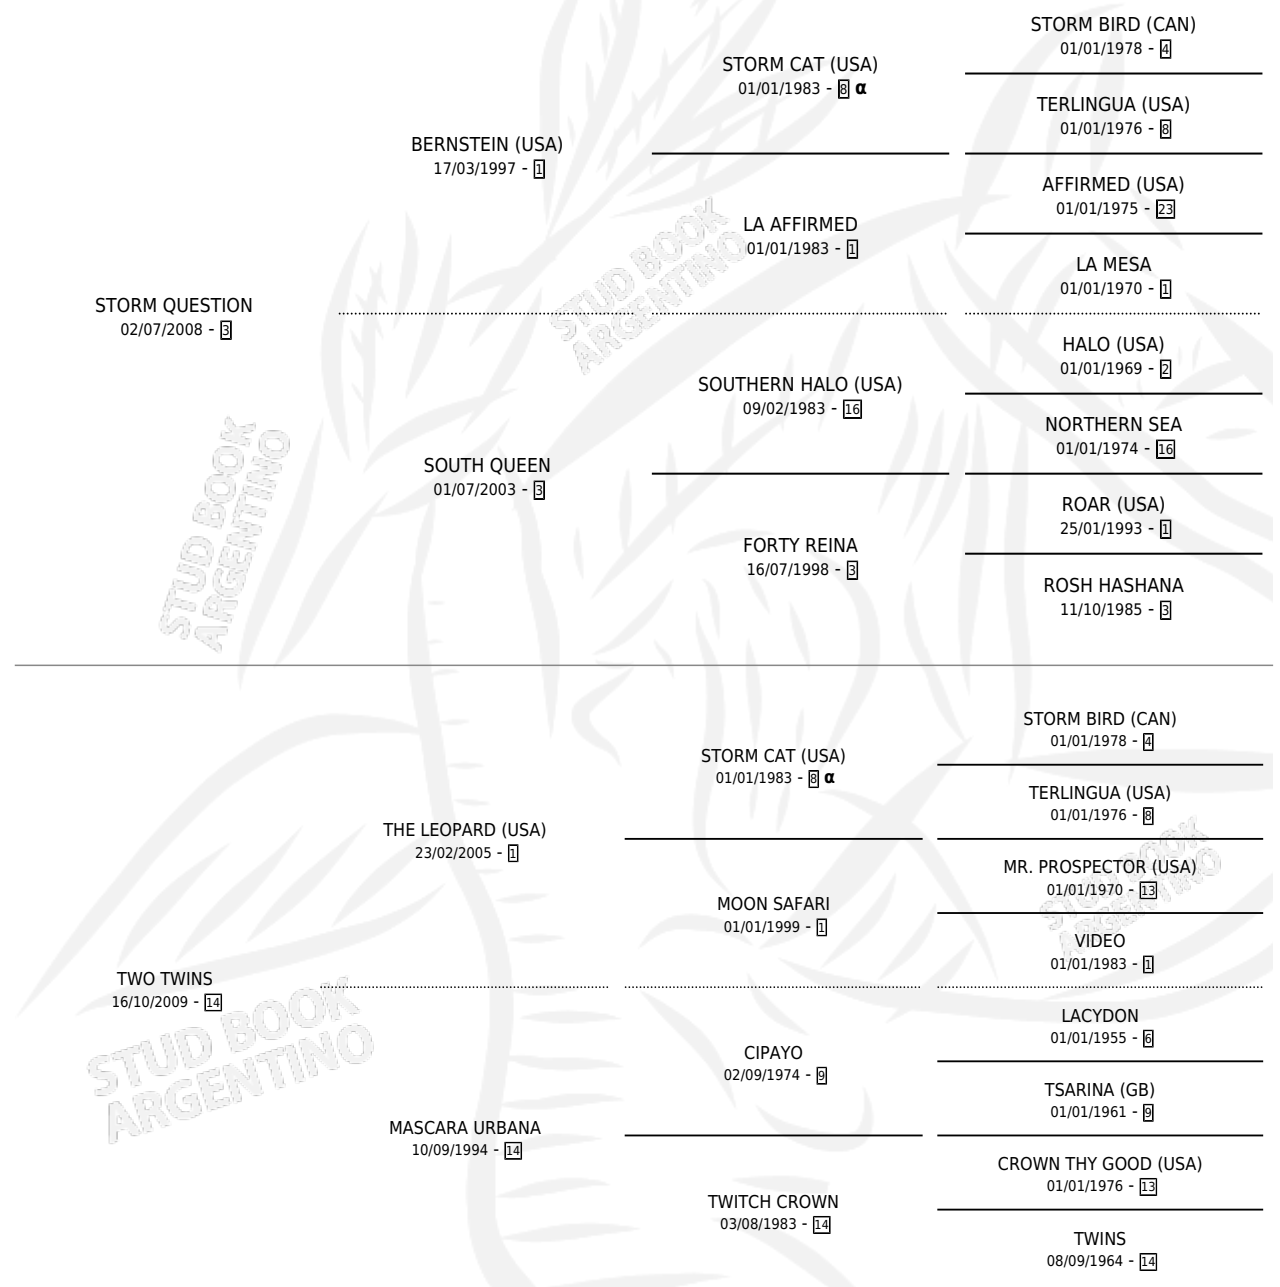 STORM QUESTION
02/07/2008 - 3
BERNSTEIN (USA)
17/03/1997 - 1
STORM CAT (USA)
01/01/1983 - 8 α
STORM BIRD (CAN)
01/01/1978 - 4
TERLINGUA (USA)
01/01/1976 - 8
LA AFFIRMED
01/01/1983 - 1
AFFIRMED (USA)
01/01/1975 - 23
LA MESA
01/01/1970 - 1
SOUTH QUEEN
01/07/2003 - 3
SOUTHERN HALO (USA)
09/02/1983 - 16
HALO (USA)
01/01/1969 - 2
NORTHERN SEA
01/01/1974 - 16
FORTY REINA
16/07/1998 - 3
ROAR (USA)
25/01/1993 - 1
ROSH HASHANA
11/10/1985 - 3
STUD BOOK
ARGENTINO
STUD BOOK
ARGENTINO
TWO TWINS
16/10/2009 - 14
THE LEOPARD (USA)
23/02/2005 - 1
STORM CAT (USA)
01/01/1983 - 8 α
STORM BIRD (CAN)
01/01/1978 - 4
TERLINGUA (USA)
01/01/1976 - 8
MOON SAFARI
01/01/1999 - 1
MR. PROSPECTOR (USA)
01/01/1970 - 13
VIDEO
01/01/1983 - 1
MASCARA URBANA
10/09/1994 - 14
CIPAYO
02/09/1974 - 9
LACYDON
01/01/1955 - 6
TSARINA (GB)
01/01/1961 - 9
TWITCH CROWN
03/08/1983 - 14
CROWN THY GOOD (USA)
01/01/1976 - 13
TWINS
08/09/1964 - 14
STUD BOOK
ARGENTINO
STUD BOOK
ARGENTINO